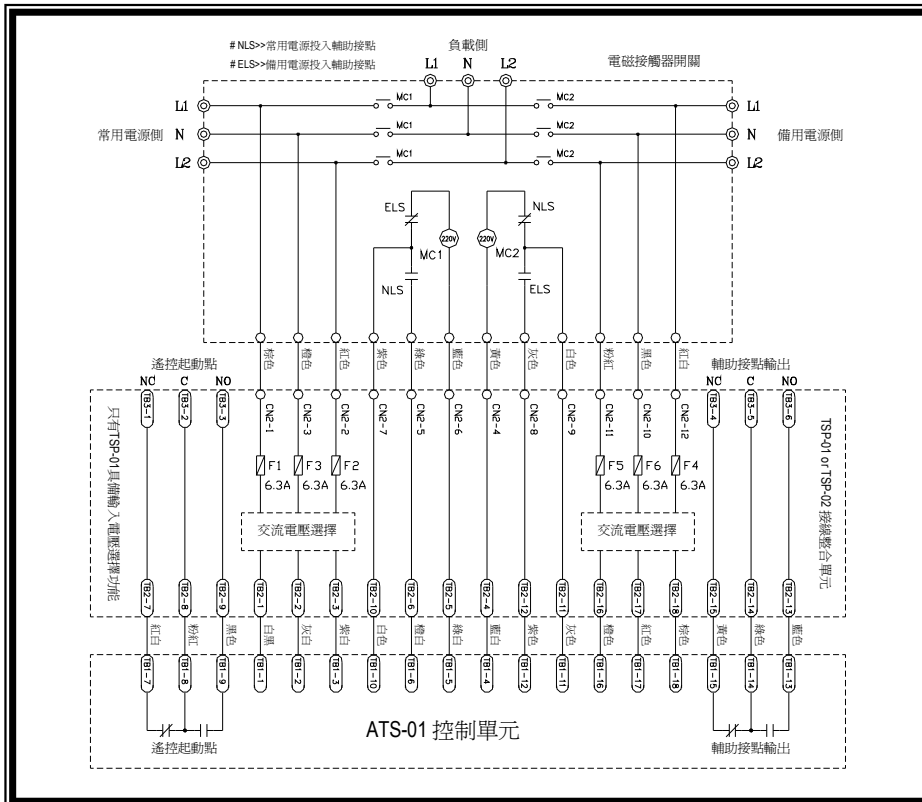 # NLS>>常用電源投入輔助接點
# ELS>>備用電源投入輔助接點
負載側
電磁接觸器開關
L1 N L2
L1 MC1 MC2 L1
常用電源側 N MC1 MC2 N 備用電源側
L2 MC1 MC2 L2
ELS NLS
220V 220V
MC1 MC2
NLS ELS
棕色 橙色 紅色 紫色 綠色 藍色 黃色 灰色 白色 粉紅 黑色 紅白
遙控起動點 輔助接點輸出
NC C NO NC C NO
TB3-1 TB3-2 TB3-3 CN2-1 CN2-3 CN2-2 CN2-7 CN2-5 CN2-6 CN2-4 CN2-8 CN2-9 CN2-11 CN2-10 CN2-12 TB3-4 TB3-5 TB3-6
只有TSP-01具備輸入電壓選擇功能
TSP-01 or TSP-02 接線整合單元
F1 F3 F2 F5 F6 F4
6.3A 6.3A 6.3A 6.3A 6.3A 6.3A
交流電壓選擇 交流電壓選擇
TB2-7 TB2-8 TB2-9 TB2-1 TB2-2 TB2-3 TB2-10 TB2-6 TB2-5 TB2-4 TB2-12 TB2-11 TB2-16 TB2-17 TB2-18 TB2-15 TB2-14 TB2-13
紅白 粉紅 黑色 白黑 灰白 紫白 白色 橙白 綠白 藍白 紫色 灰色 橙色 紅色 棕色 黃色 綠色 藍色
TB1-7 TB1-8 TB1-9 TB1-1 TB1-2 TB1-3 TB1-10 TB1-6 TB1-5 TB1-4 TB1-12 TB1-11 TB1-16 TB1-17 TB1-18 TB1-15 TB1-14 TB1-13
ATS-01 控制單元
遙控起動點 輔助接點輸出